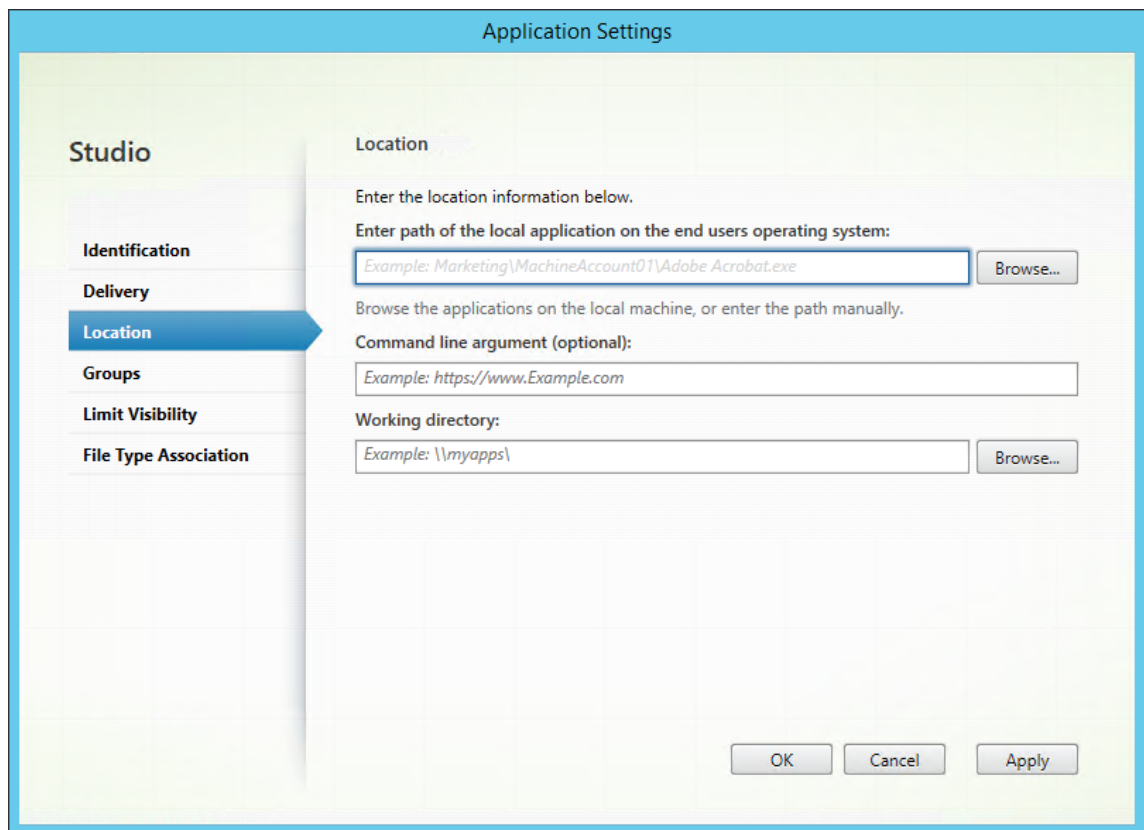 Application Settings
Studio
Identification
Delivery
Location
Groups
Limit Visibility
File Type Association
Location
Enter the location information below.
Enter path of the local application on the end users operating system:
Example: Marketing\MachineAccount01\Adobe Acrobat.exe
Browse...
Browse the applications on the local machine, or enter the path manually.
Command line argument (optional):
Example: https://www.Example.com
Working directory:
Example: \\myapps\
Browse...
OK
Cancel
Apply